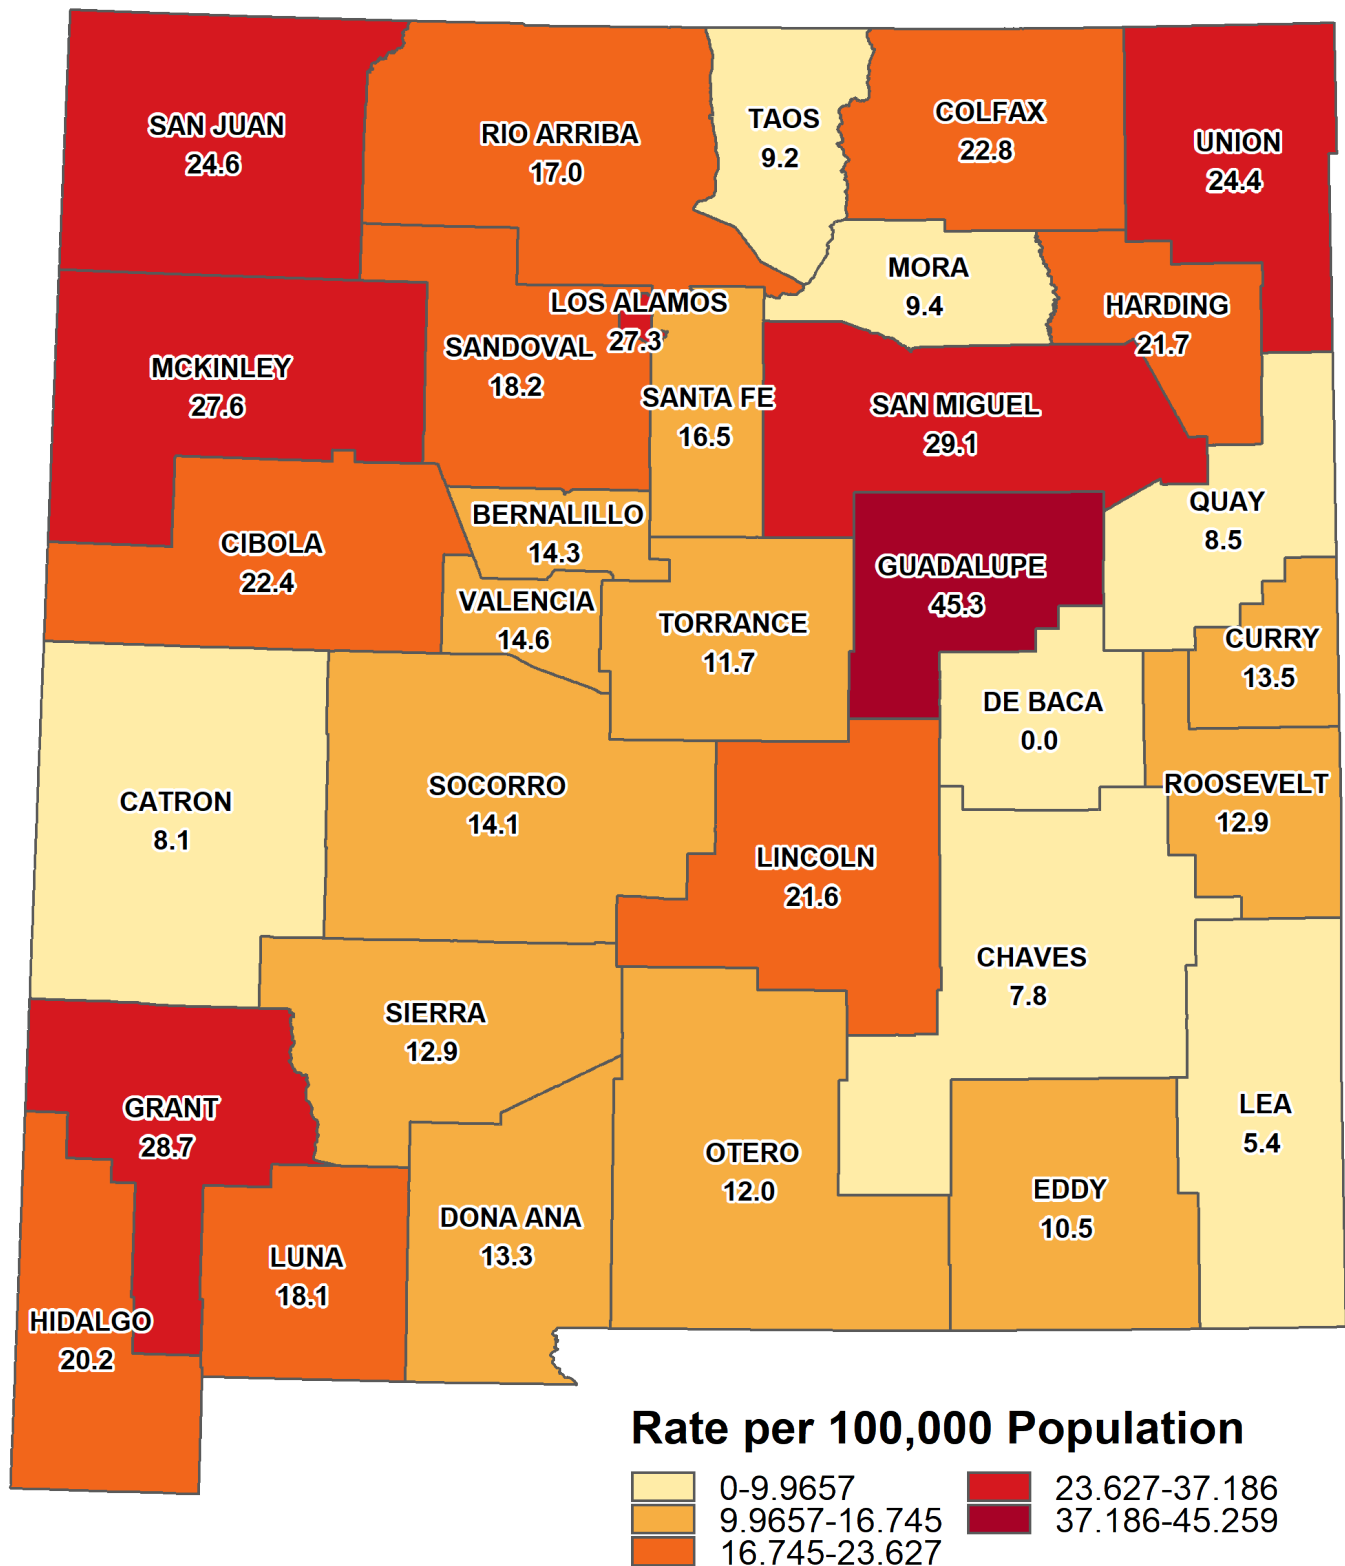 SAN JUAN
24.6
RIO ARRIBA
17.0
TAOS
9.2
COLFAX
22.8
UNION
24.4
MORA
9.4
HARDING
21.7
LOS ALAMOS
27.3
SANDOVAL
18.2
MCKINLEY
27.6
SANTA FE
16.5
SAN MIGUEL
29.1
QUAY
8.5
BERNALILLO
14.3
CIBOLA
22.4
GUADALUPE
45.3
VALENCIA
14.6
TORRANCE
11.7
CURRY
13.5
DE BACA
0.0
CATRON
8.1
SOCORRO
14.1
ROOSEVELT
12.9
LINCOLN
21.6
CHAVES
7.8
SIERRA
12.9
GRANT
28.7
LEA
5.4
OTERO
12.0
EDDY
10.5
DONA ANA
13.3
LUNA
18.1
HIDALGO
20.2
Rate per 100,000 Population
0-9.9657
9.9657-16.745
16.745-23.627
23.627-37.186
37.186-45.259